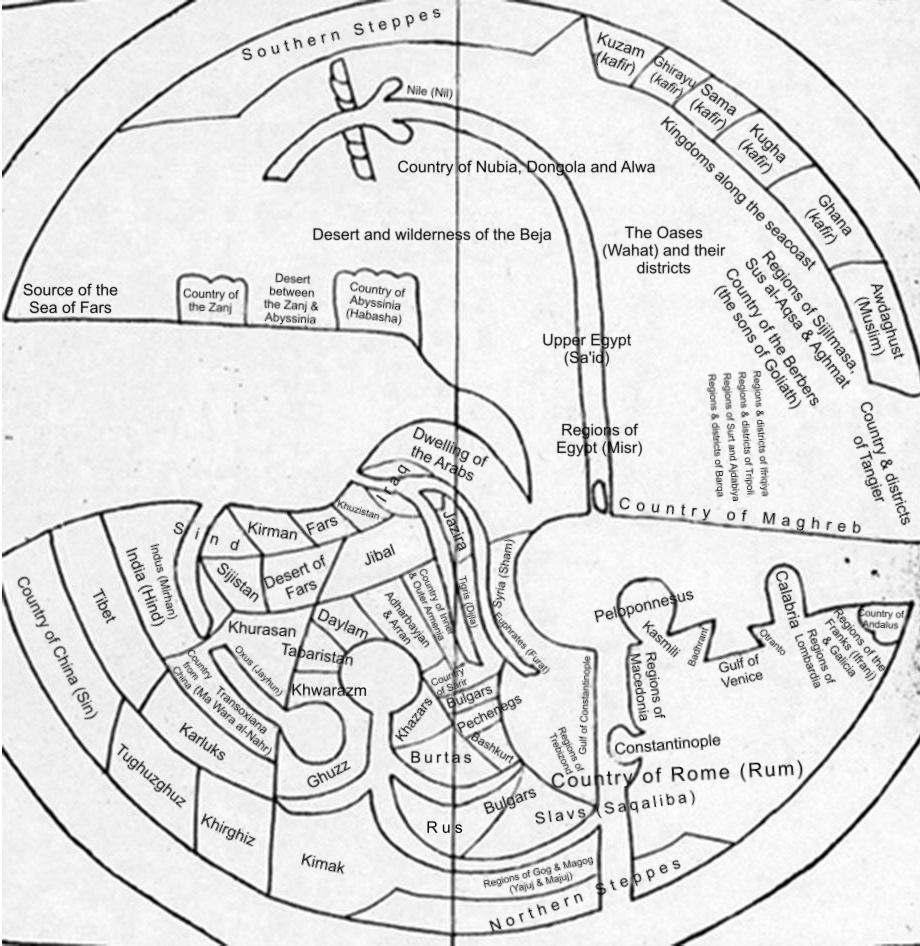 Southern Steppes
Kuzam
(kafir)
Ghirayu
(kafir)
Sama
(kafir)
Kugha
(kafir)
Ghana
(kafir)
Awdaghust
(Muslim)
Kingdoms along the seacoast
Nile (Nil)
Country of Nubia, Dongola and Alwa
Desert and wilderness of the Beja
The Oases
(Wahat) and their
districts
Regions of Sijilmasa,
Sus al-Aqsa & Aghmat
Country of the Berbers
(the sons of Goliath)
Source of the
Sea of Fars
Country of
the Zanj
Desert
between
the Zanj &
Abyssinia
Country of
Abyssinia
(Habasha)
Upper Egypt
(Sa'id)
Regions of
Egypt (Misr)
Regions & districts of Ifriqiya
Regions & districts of Tripoli
Regions of Surt and Ajdabiya
Regions & districts of Barqa
Country & districts
of Tangier
Country of Maghreb
Dwelling of
the Arabs
Iraq
Khuzistan
Fars
Kirman
Sind
Jazira
Jibal
Desert of
Fars
Sijistan
Indus (Mirhan)
India (Hind)
Tibet
Country of China (Sin)
Syria (Sham)
Tigris (Dijla)
Euphrates (Furat)
Country of Inner
& Outer Armenia
Adharbaylan
& Arran
Daylam
Tabaristan
Khurasan
Khwarazm
Oxus (Jayhun)
Country Transoxiana
from (Ma Wara al-Nahr)
China
Karluks
Ghuzz
Tughuzghuz
Khirghiz
Kimak
Khazars
Country
of Sarir
Bulgars
Pechenegs
Bashkurt
Burtas
Bulgars
Rus
Slavs (Saqaliba)
Regions of Gog & Magog
(Yajuj & Majuj)
Northern Steppes
Regions of
Trebizond
Gulf of Constantinople
Country of Rome (Rum)
Constantinople
Regions of
Macedonia
Peloponnesus
Kasmili
Badhrant
Gulf of
Venice
Otranto
Calabria
Regions of
Lombardia
Regions of the
Franks (Ifranj)
& Galicia
Country of
Andalus